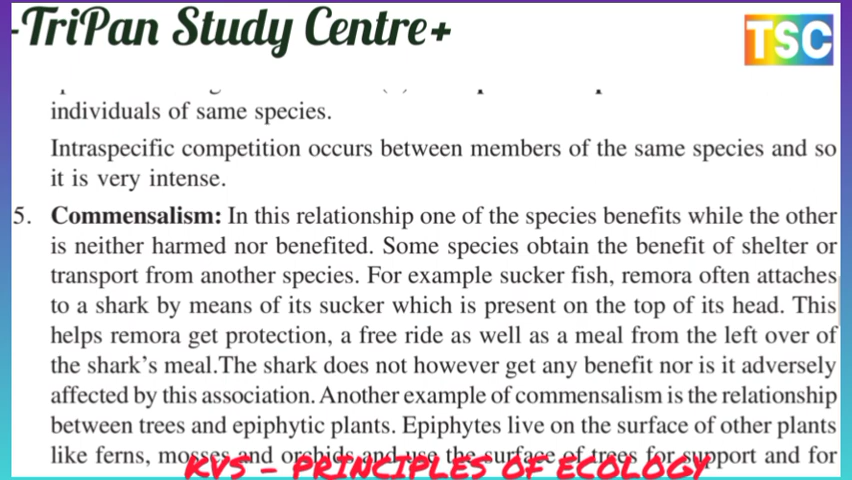 -TriPan Study Centre+
TSC
individuals of same species.
Intraspecific competition occurs between members of the same species and so
it is very intense.
5. Commensalism: In this relationship one of the species benefits while the other
is neither harmed nor benefited. Some species obtain the benefit of shelter or
transport from another species. For example sucker fish, remora often attaches
to a shark by means of its sucker which is present on the top of its head. This
helps remora get protection, a free ride as well as a meal from the left over of
the shark's meal.The shark does not however get any benefit nor is it adversely
affected by this association. Another example of commensalism is the relationship
between trees and epiphytic plants. Epiphytes live on the surface of other plants
like ferns, mosses and orchids and use the surface of trees for support and for
KVS - PRINCIPLES OF ECOLOGY